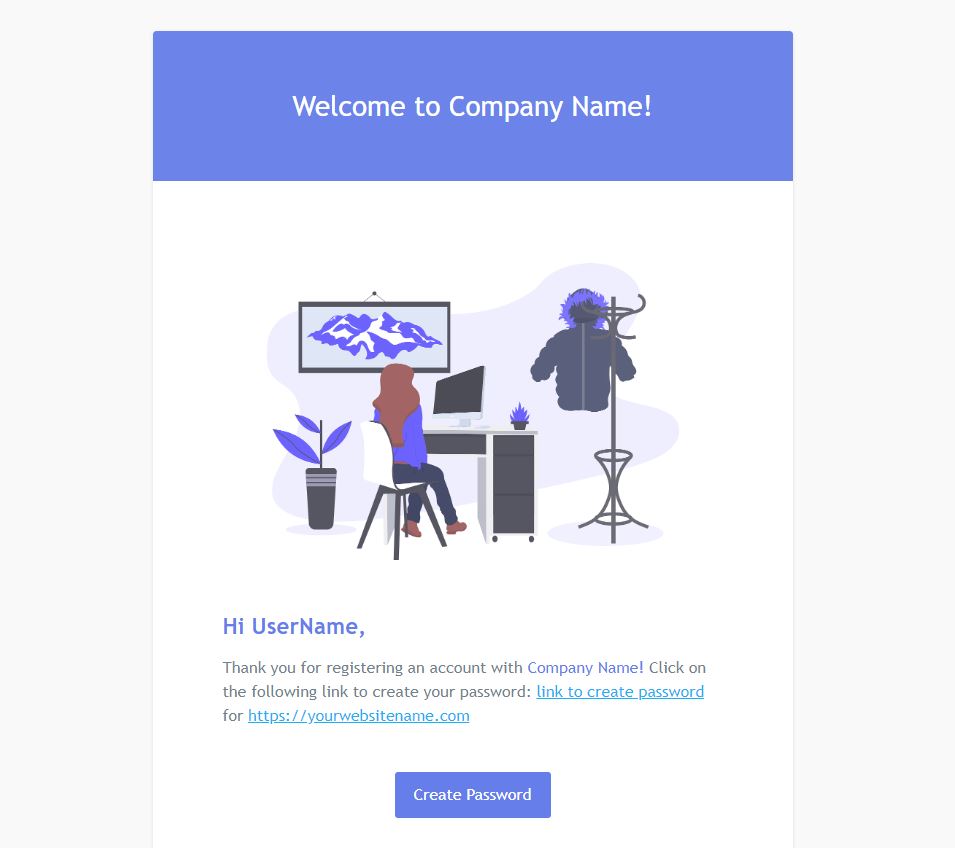 Welcome to Company Name!
Hi UserName,
Thank you for registering an account with Company Name! Click on
the following link to create your password: link to create password
for https://yourwebsitename.com
Create Password